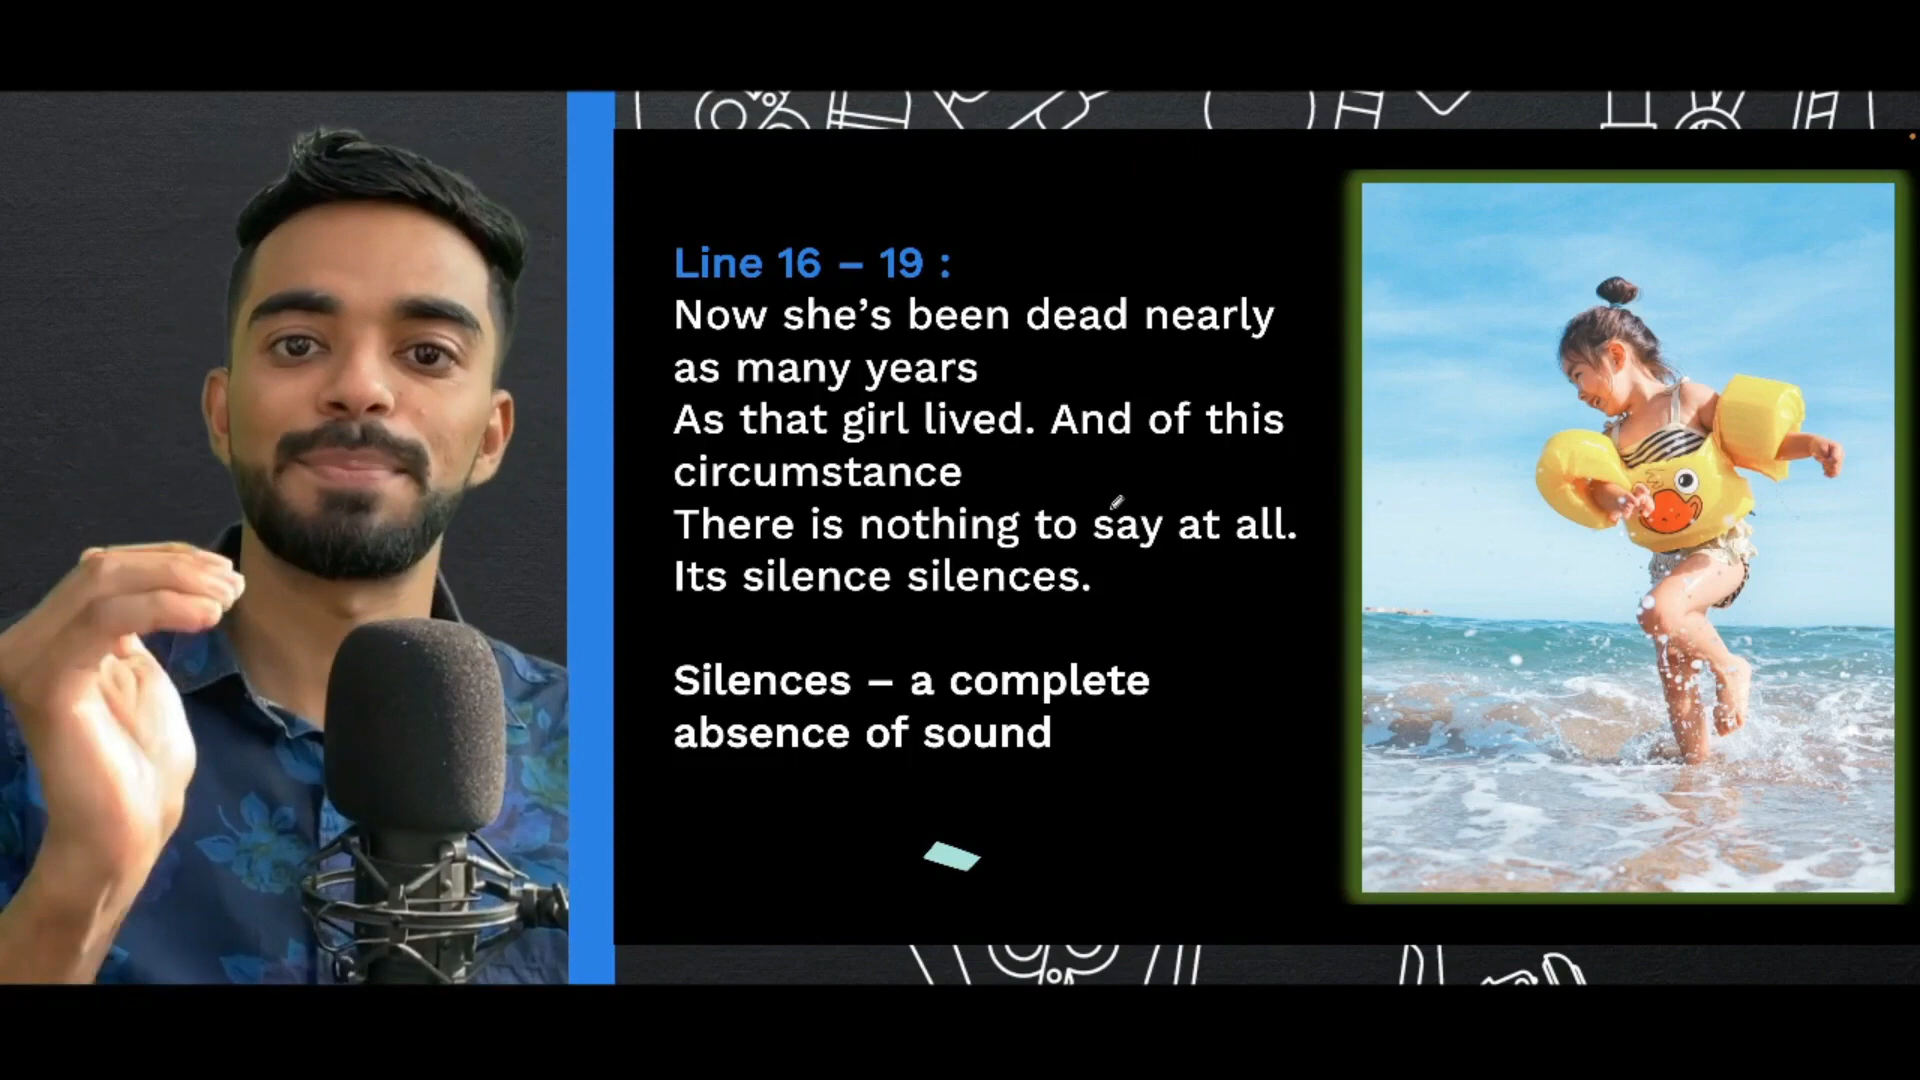 Line 16 – 19 :
Now she’s been dead nearly
as many years
As that girl lived. And of this
circumstance
There is nothing to say at all.
Its silence silences.
Silences – a complete
absence of sound